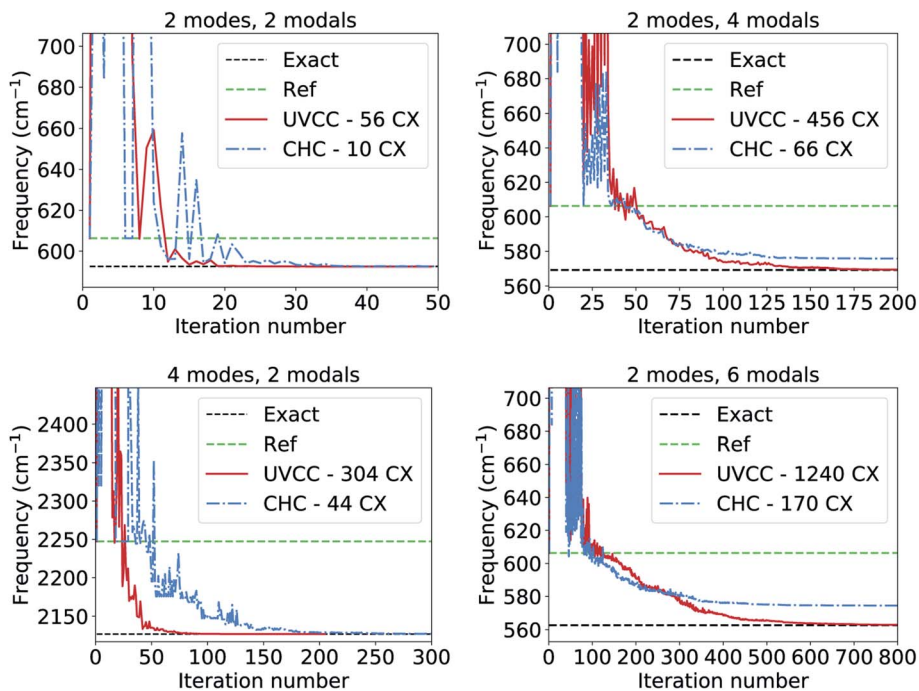 2 modes, 2 modals
700
680
660
640
620
600
Frequency (cm⁻¹)
Exact
Ref
UVCC - 56 CX
CHC - 10 CX
0 10 20 30 40 50
Iteration number
2 modes, 4 modals
700
680
660
640
620
600
580
560
Frequency (cm⁻¹)
Exact
Ref
UVCC - 456 CX
CHC - 66 CX
0 25 50 75 100 125 150 175 200
Iteration number
4 modes, 2 modals
2400
2350
2300
2250
2200
2150
Frequency (cm⁻¹)
Exact
Ref
UVCC - 304 CX
CHC - 44 CX
0 50 100 150 200 250 300
Iteration number
2 modes, 6 modals
700
680
660
640
620
600
580
560
Frequency (cm⁻¹)
Exact
Ref
UVCC - 1240 CX
CHC - 170 CX
0 100 200 300 400 500 600 700 800
Iteration number